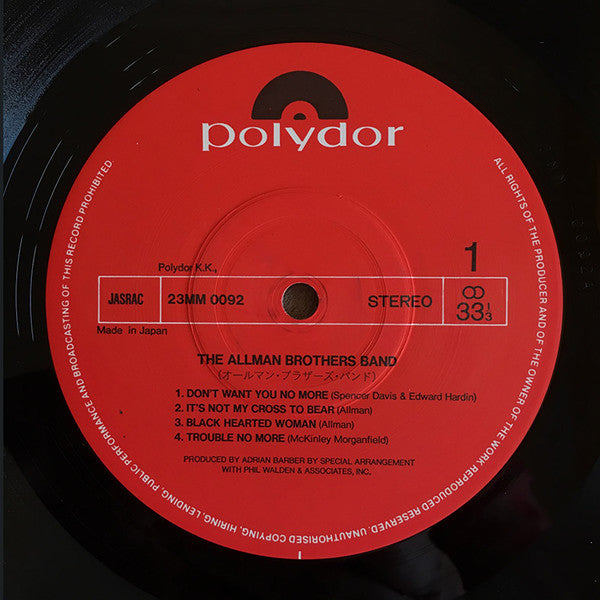 polydor
ALL RIGHTS OF THE PRODUCER AND OF THE OWNER OF THE WORK REPRODUCED RESERVED. UNAUTHORISED COPYING, HIRING, LENDING, PUBLIC PERFORMANCE AND BROADCASTING OF THIS RECORD PROHIBITED.
Polydor K.K.,
1
JASRAC
23MM 0092
STEREO
33 1/3
Made in Japan
THE ALLMAN BROTHERS BAND
(オールマン・ブラザーズ・バンド)
1. DON'T WANT YOU NO MORE (Spencer Davis & Edward Hardin)
2. IT'S NOT MY CROSS TO BEAR (Allman)
3. BLACK HEARTED WOMAN (Allman)
4. TROUBLE NO MORE (McKinley Morganfield)
PRODUCED BY ADRIAN BARBER BY SPECIAL ARRANGEMENT
WITH PHIL WALDEN & ASSOCIATES, INC.